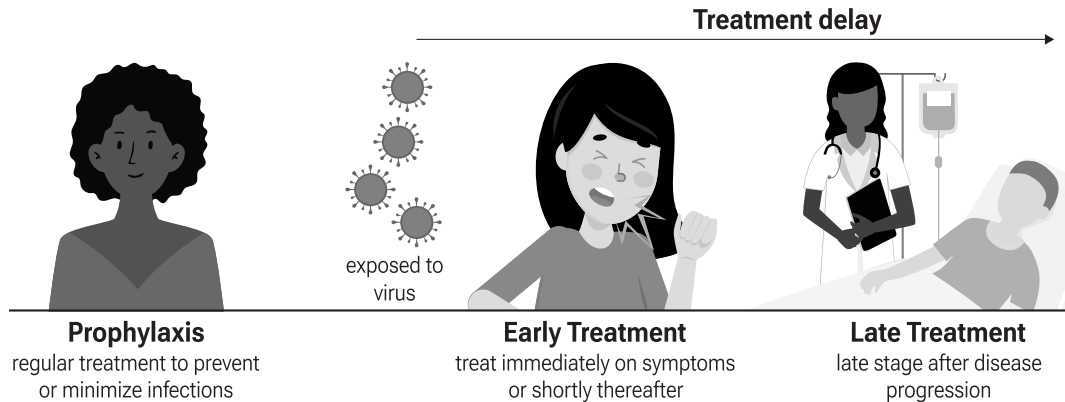 Treatment delay
exposed to
virus
Prophylaxis
regular treatment to prevent
or minimize infections
Early Treatment
treat immediately on symptoms
or shortly thereafter
Late Treatment
late stage after disease
progression